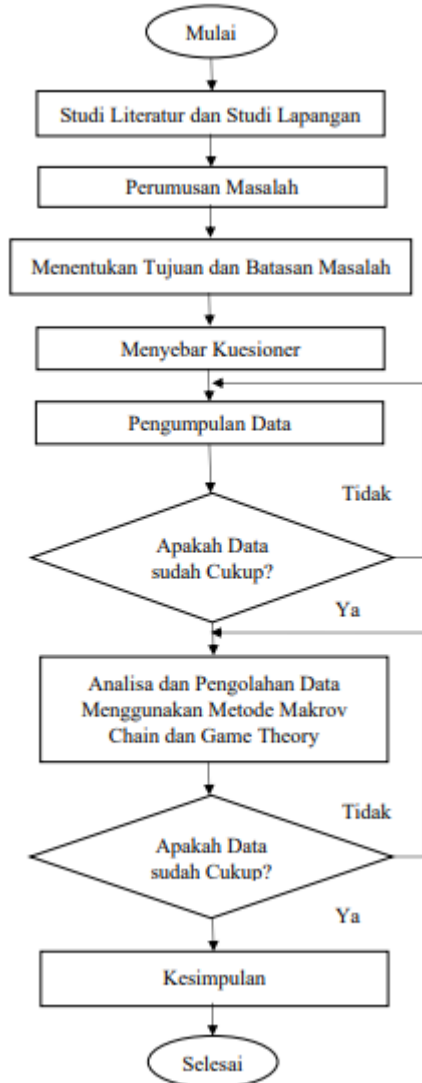 Mulai
Studi Literatur dan Studi Lapangan
Perumusan Masalah
Menentukan Tujuan dan Batasan Masalah
Menyebar Kuesioner
Pengumpulan Data
Tidak
Apakah Data
sudah Cukup?
Ya
Analisa dan Pengolahan Data
Menggunakan Metode Makrov
Chain dan Game Theory
Tidak
Apakah Data
sudah Cukup?
Ya
Kesimpulan
Selesai